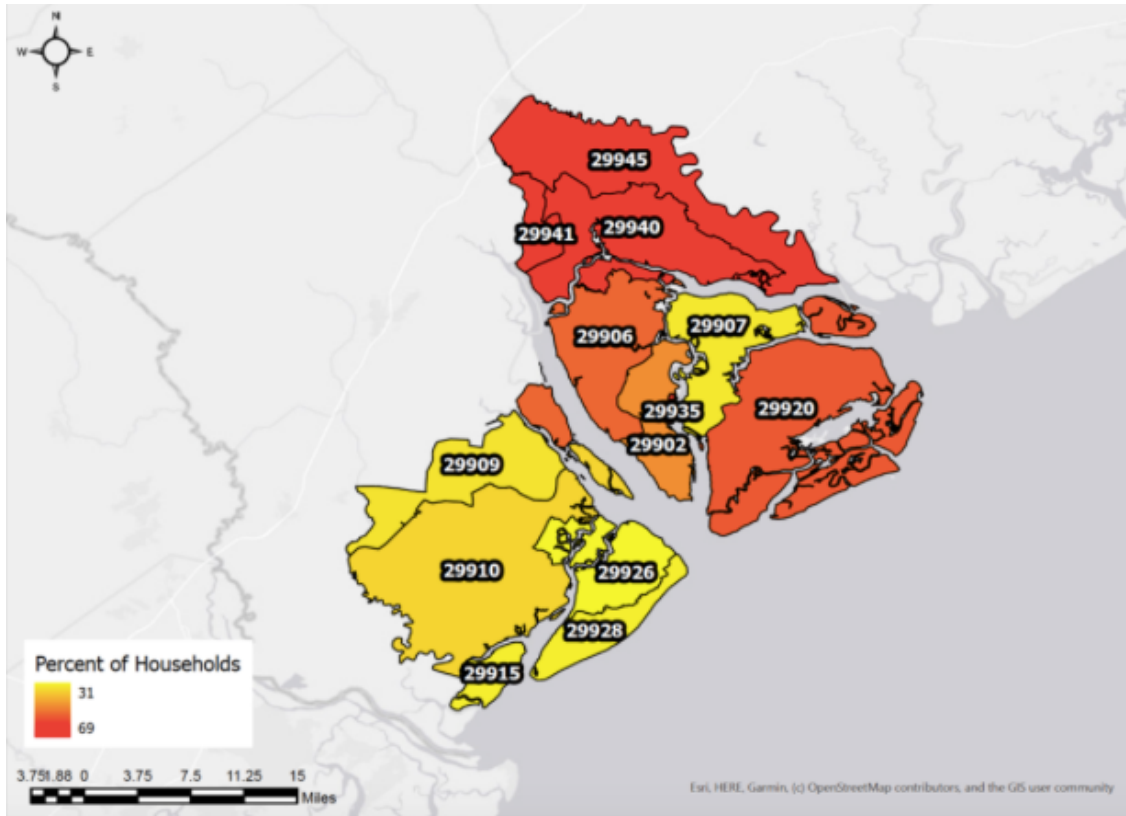 N
W E
S
29945
29941
29940
29906
29907
29935
29920
29902
29909
29910
29926
29928
29915
Percent of Households
31
69
3.751.88 0 3.75 7.5 11.25 15
Miles
Esri, HERE, Garmin, (c) OpenStreetMap contributors, and the GIS user community